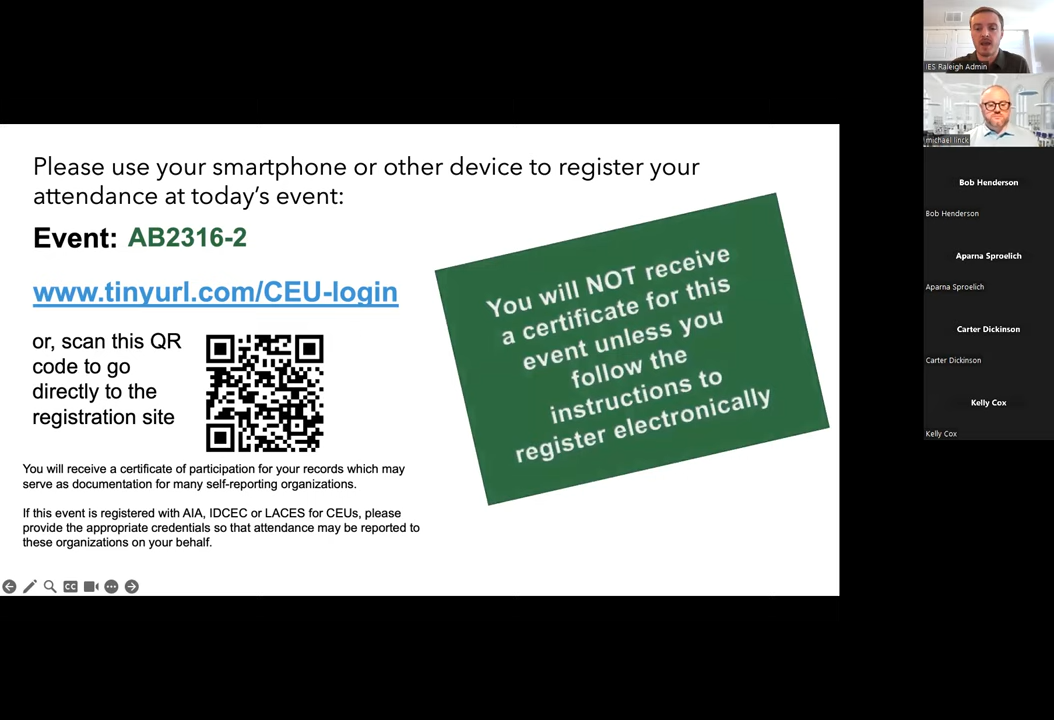 Please use your smartphone or other device to register your
attendance at today's event:
Event: AB2316-2
www.tinyurl.com/CEU-login
or, scan this QR
code to go
directly to the
registration site
You will receive a certificate of participation for your records which may
serve as documentation for many self-reporting organizations.
If this event is registered with AIA, IDCEC or LACES for CEUs, please
provide the appropriate credentials so that attendance may be reported to
these organizations on your behalf.
You will NOT receive
a certificate for this
event unless you
follow the
instructions to
register electronically
CC
IES Raleigh Admin
michael linck
Bob Henderson
Bob Henderson
Aparna Sproelich
Aparna Sproelich
Carter Dickinson
Carter Dickinson
Kelly Cox
Kelly Cox